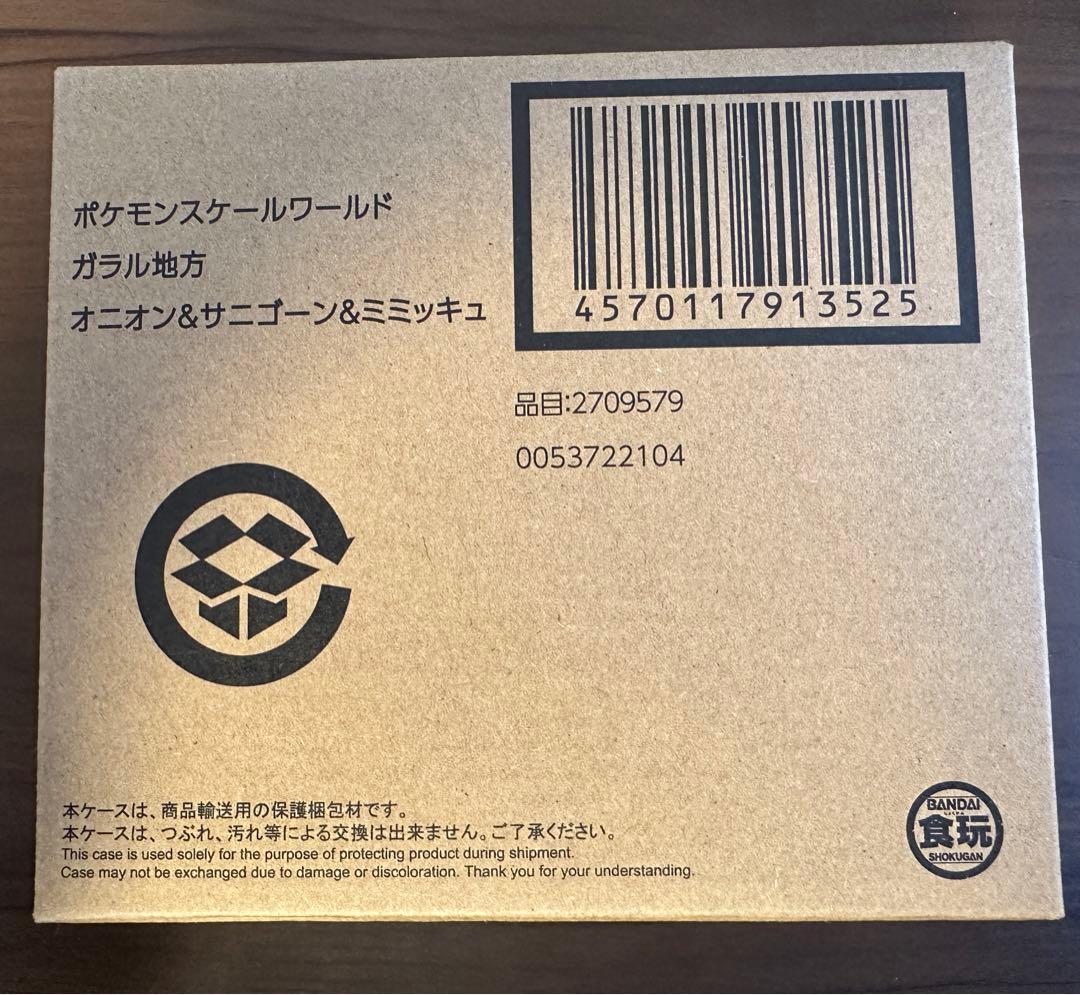 ポケモンスケールワールド
ガラル地方
オニオン&サニゴーン&ミミッキュ
4570117913525
品目:2709579
0053722104
本ケースは、商品輸送用の保護梱包材です。
本ケースは、つぶれ、汚れ等による交換は出来ません。ご了承ください。
This case is used solely for the purpose of protecting product during shipment.
Case may not be exchanged due to damage or discoloration. Thank you for your understanding.
BANDAI
しょくがん
食玩
SHOKUGAN